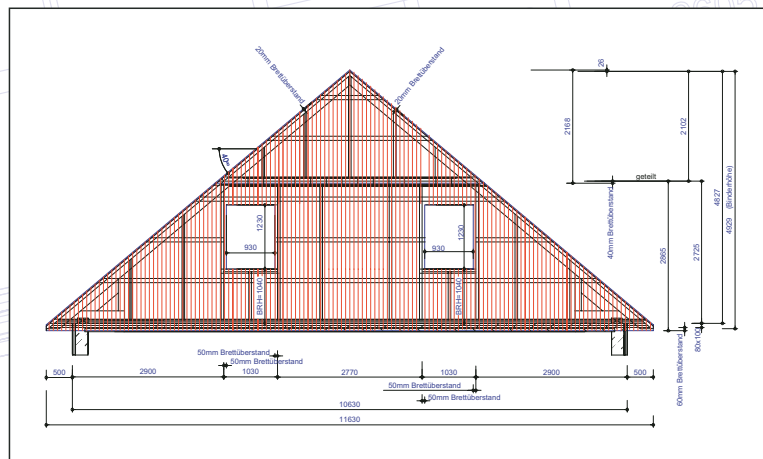 20mm Brettüberstand
20mm Brettüberstand
26
2168
2102
40°
geteilt
4827
4929 (Binderhöhe)
40mm Brettüberstand
2865
2725
1230
930
1230
930
BRH=1040
BRH=1040
80x100
60mm Brettüberstand
50mm Brettüberstand
50mm Brettüberstand
500
2900
1030
2770
1030
2900
500
50mm Brettüberstand
50mm Brettüberstand
10630
11630